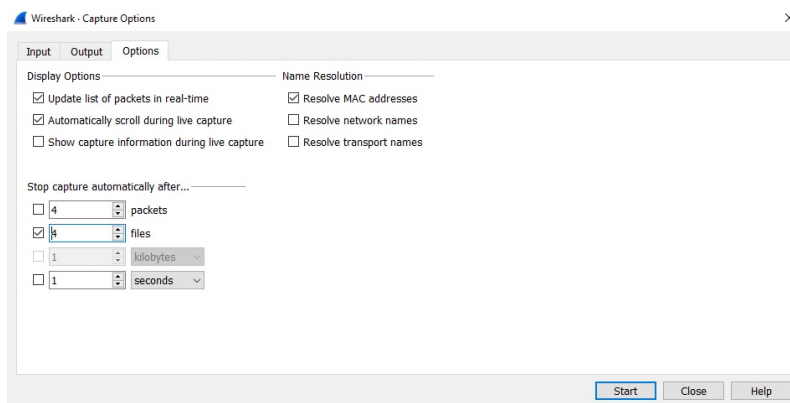 Wireshark · Capture Options
Input Output Options
Display Options
Update list of packets in real-time
Automatically scroll during live capture
Show capture information during live capture
Name Resolution
Resolve MAC addresses
Resolve network names
Resolve transport names
Stop capture automatically after...
4 packets
4 files
1 kilobytes
1 seconds
Start Close Help